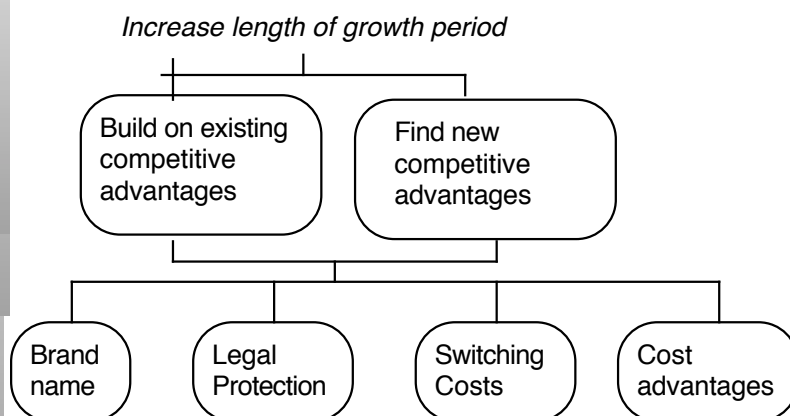 Increase length of growth period
Build on existing
competitive
advantages
Find new
competitive
advantages
Brand
name
Legal
Protection
Switching
Costs
Cost
advantages